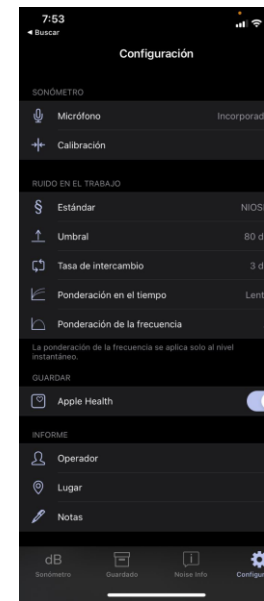 7:53
◄ Buscar
Configuración
SONÓMETRO
Micrófono Incorporad
Calibración
RUIDO EN EL TRABAJO
§ Estándar NIOS
Umbral 80 d
Tasa de intercambio 3 d
Ponderación en el tiempo Lent
Ponderación de la frecuencia
La ponderación de la frecuencia se aplica solo al nivel
instantáneo.
GUARDAR
Apple Health
INFORME
Operador
Lugar
Notas
dB
Sonómetro Guardado Noise Info Configur